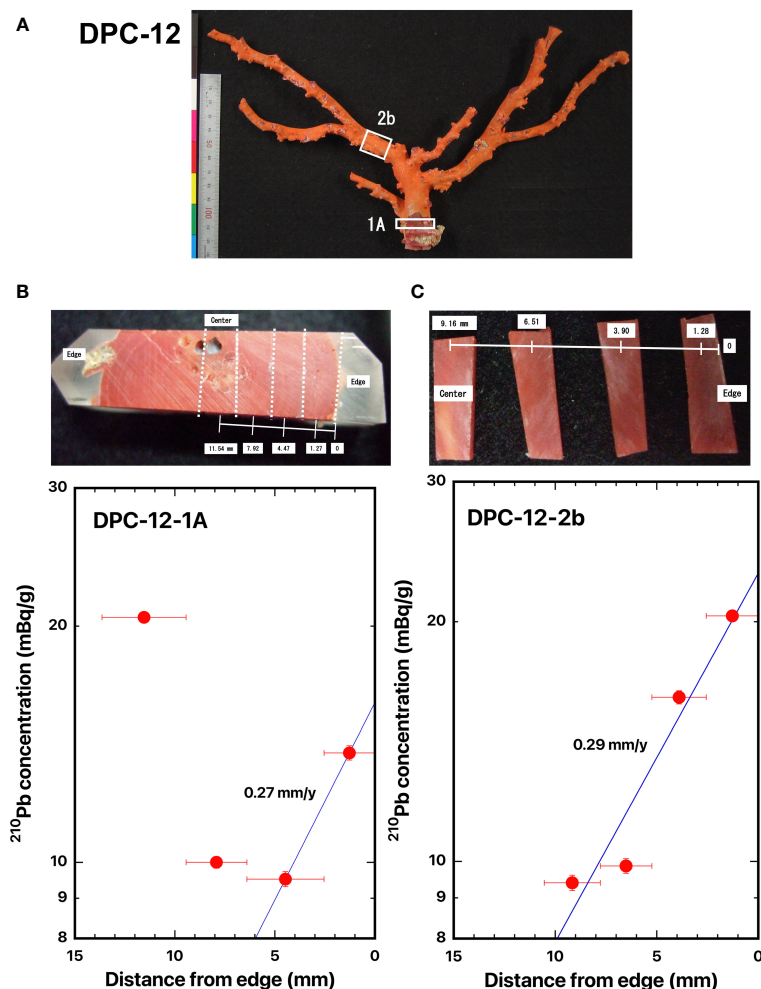 A
DPC-12
2b
1A
50
100
B
Center
Edge
Edge
11.54 mm 7.92 4.47 1.27 0
C
9.16 mm 6.51 3.90 1.28 0
Center
Edge
30
20
10
9
8
DPC-12-1A
0.27 mm/y
15 10 5 0
210Pb concentration (mBq/g)
Distance from edge (mm)
30
20
10
9
8
DPC-12-2b
0.29 mm/y
15 10 5 0
210Pb concentration (mBq/g)
Distance from edge (mm)